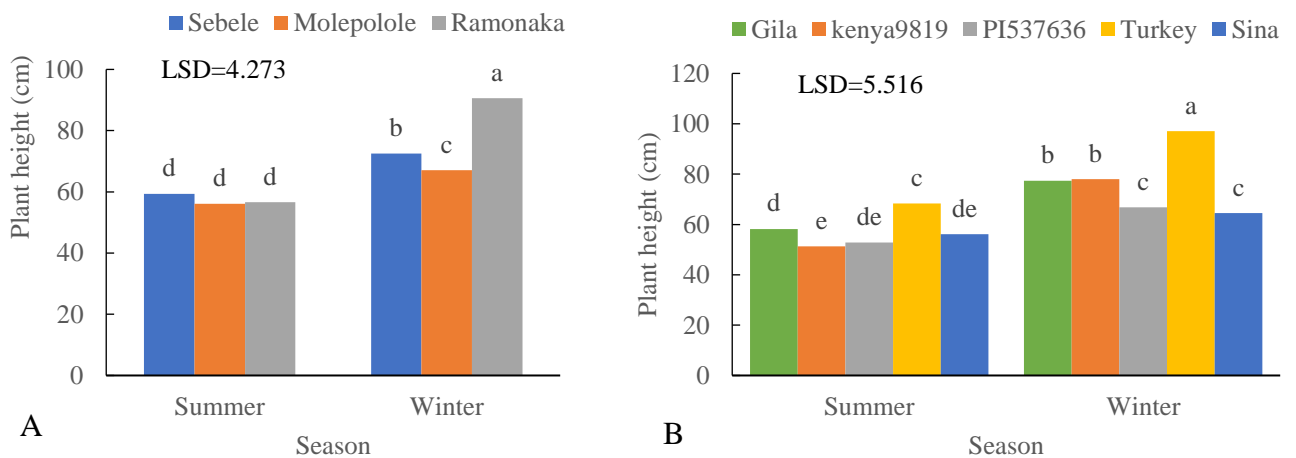 Sebele Molepolole Ramonaka
LSD=4.273
Plant height (cm)
100
80
60
40
20
0
d d d b c a
Summer Winter
Season
A
Gila kenya9819 PI537636 Turkey Sina
LSD=5.516
Plant height (cm)
120
100
80
60
40
20
0
d e de c de b b c a c
Summer Winter
Season
B